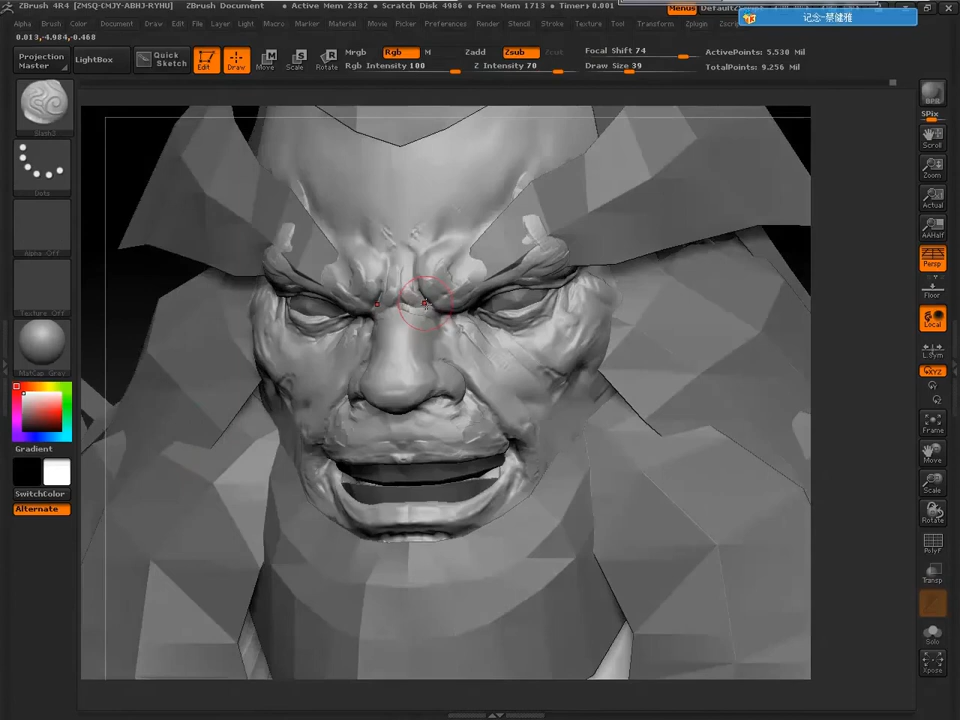 ZBrush 4R4 [ZMSQ-CMJY-ABHJ-RYHU] ZBrush Document • Active Mem 2382 • Scratch Disk 4986 • Free Mem 1713 • Timer▸0.001
Menus
记念-蔡健雅
Alpha Brush Color Document Draw Edit File Layer Light Macro Marker Material Movie Picker Preferences Render Stencil Stroke Texture Tool Transform Zplugin
0.013,-4.984,-0.468
Projection Master
LightBox
Quick Sketch
Edit
Draw
Move
Scale
Rotate
Mrgb Rgb M
Rgb Intensity 100
Zadd Zsub Zcut
Z Intensity 70
Focal Shift 74
Draw Size 39
ActivePoints: 5.530 Mil
TotalPoints: 9.256 Mil
Dots
Alpha Off
Texture Off
MatCap Gray
Gradient
SwitchColor
Alternate
BPR
SPix
Scroll
Zoom
Actual
AAHalf
Persp
Floor
Local
L.Sym
Frame
Move
Scale
Rotate
PolyF
Transp
Solo
Xpose